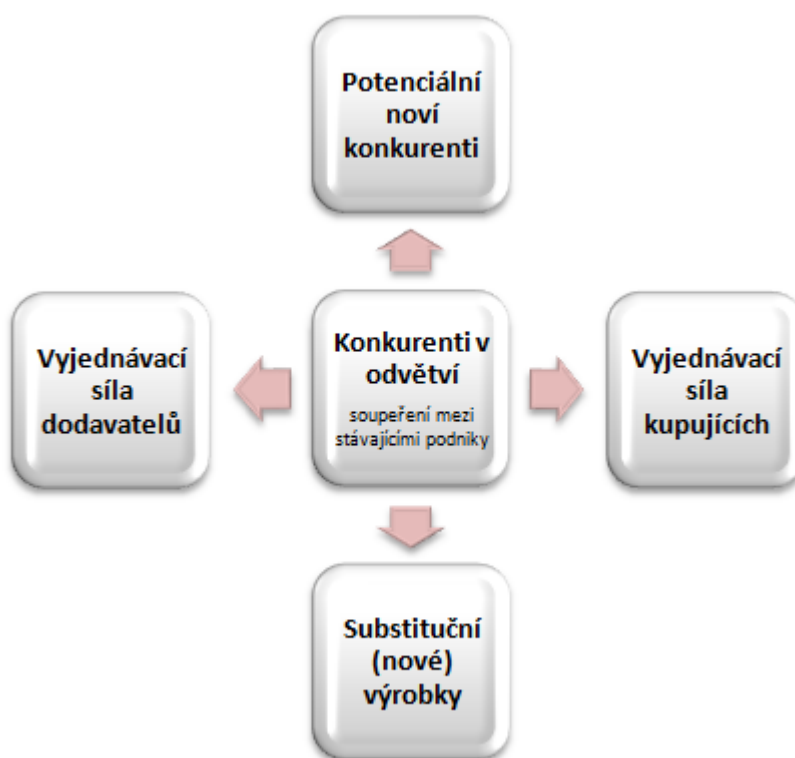 Potenciální
noví
konkurenti
Vyjednávací
síla
dodavatelů
Konkurenti v
odvětví
soupeření mezi
stávajícími podniky
Vyjednávací
síla
kupujících
Substituční
(nové)
výrobky